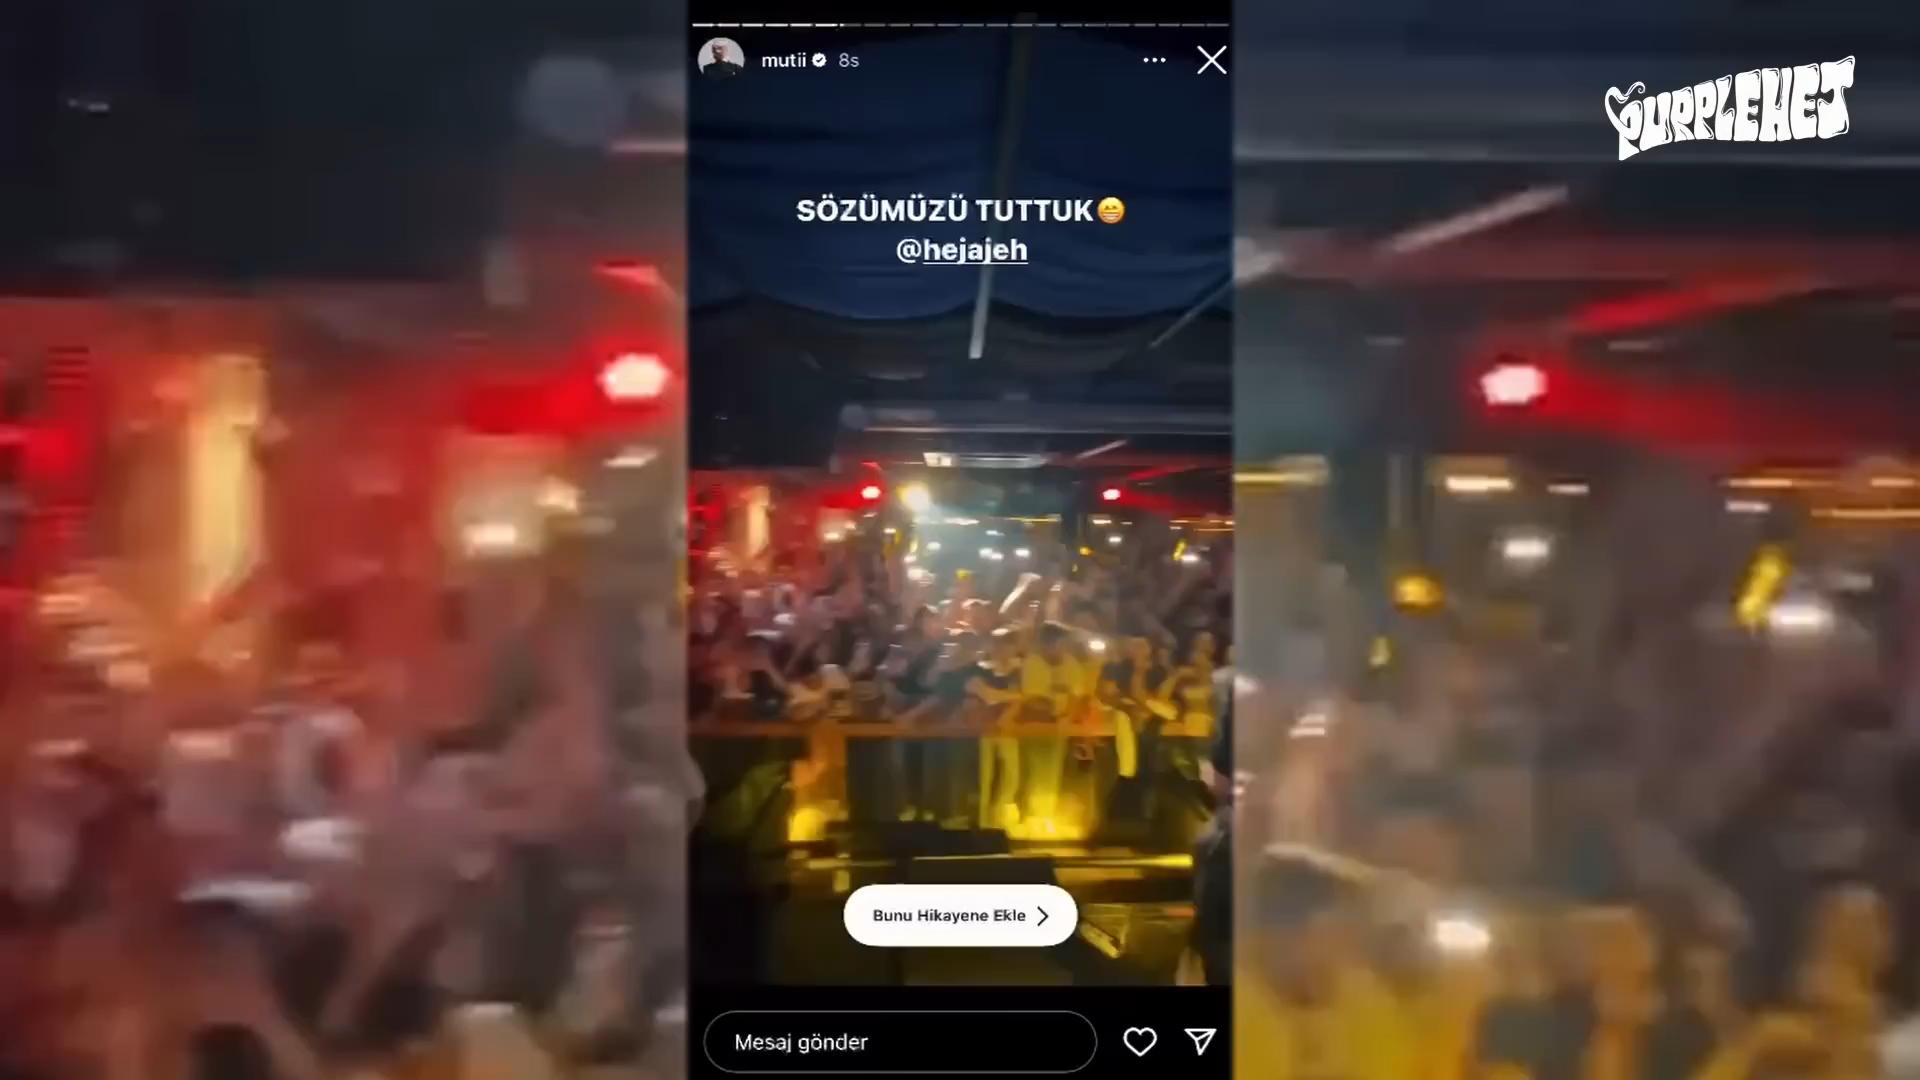 mutii 8s
PURPLEHEJ
SÖZÜMÜZÜ TUTTUK😁
@hejajeh
Bunu Hikayene Ekle
Mesaj gönder